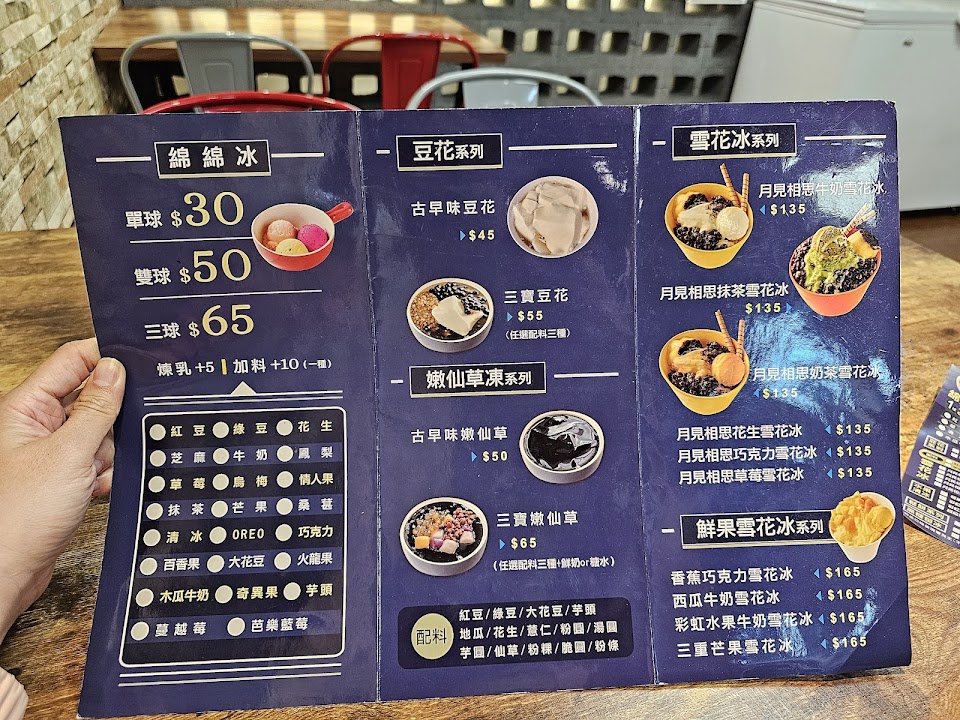 綿綿冰
單球 $30
雙球 $50
三球 $65
煉乳+5 | 加料+10(一種)
紅豆 綠豆 花生
芝麻 牛奶 鳳梨
草莓 烏梅 情人果
抹茶 芒果 桑葚
清冰 OREO 巧克力
百香果 大花豆 火龍果
木瓜牛奶 奇異果 芋頭
蔓越莓 芭樂藍莓
豆花系列
古早味豆花
$45
三寶豆花
$55
(任選配料三種)
嫩仙草凍系列
古早味嫩仙草
$50
三寶嫩仙草
$65
(任選配料三種+鮮奶or糖水)
配料
紅豆/綠豆/大花豆/芋頭
地瓜/花生/薏仁/粉圓/湯圓
芋圓/仙草/粉粿/脆圓/粉條
雪花冰系列
月見相思牛奶雪花冰
$135
月見相思抹茶雪花冰
$135
月見相思奶茶雪花冰
$135
月見相思花生雪花冰 $135
月見相思巧克力雪花冰 $135
月見相思草莓雪花冰 $135
鮮果雪花冰系列
香蕉巧克力雪花冰 $165
西瓜牛奶雪花冰 $165
彩虹水果牛奶雪花冰 $165
三重芒果雪花冰 $165